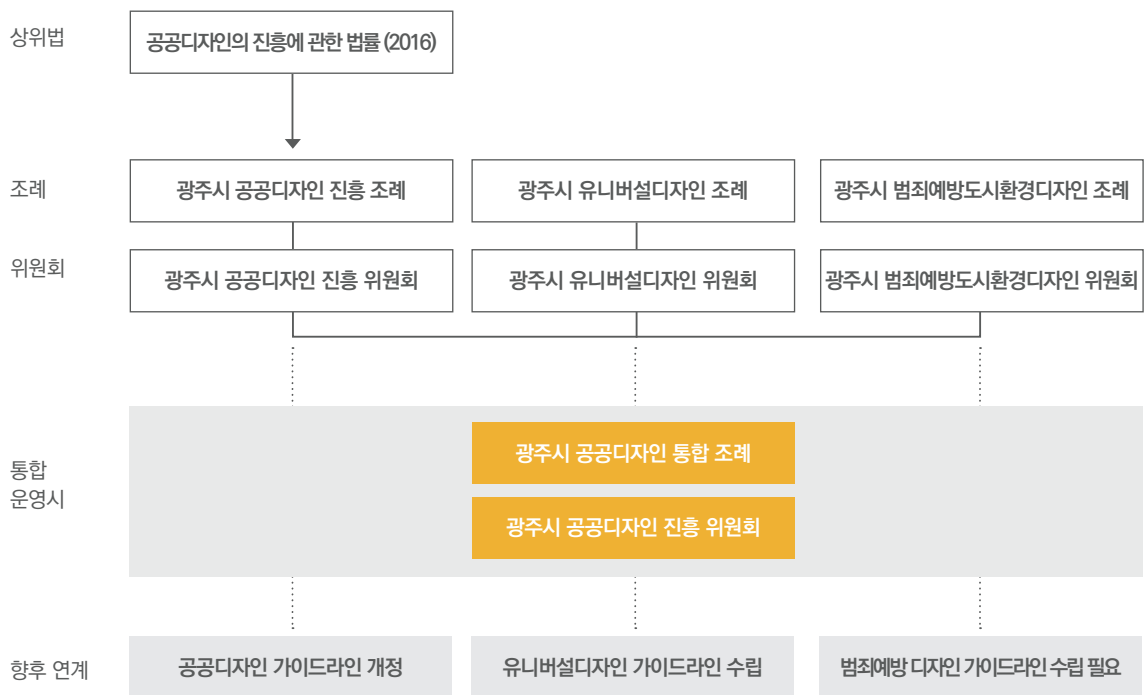 상위법
공공디자인의 진흥에 관한 법률 (2016)
조례
광주시 공공디자인 진흥 조례
광주시 유니버설디자인 조례
광주시 범죄예방도시환경디자인 조례
위원회
광주시 공공디자인 진흥 위원회
광주시 유니버설디자인 위원회
광주시 범죄예방도시환경디자인 위원회
통합
운영시
광주시 공공디자인 통합 조례
광주시 공공디자인 진흥 위원회
향후 연계
공공디자인 가이드라인 개정
유니버설디자인 가이드라인 수립
범죄예방 디자인 가이드라인 수립 필요